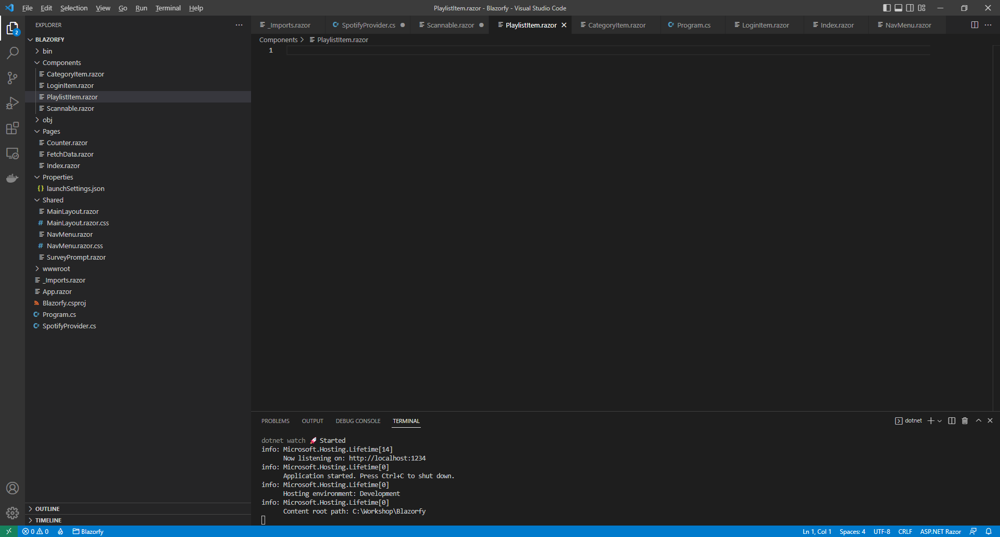 File Edit Selection View Go Run Terminal Help
PlaylistItem.razor - Blazorfy - Visual Studio Code
2
EXPLORER
BLAZORFY
bin
Components
CategoryItem.razor
LoginItem.razor
PlaylistItem.razor
Scannable.razor
obj
Pages
Counter.razor
FetchData.razor
Index.razor
Properties
{} launchSettings.json
Shared
MainLayout.razor
# MainLayout.razor.css
NavMenu.razor
# NavMenu.razor.css
SurveyPrompt.razor
wwwroot
_Imports.razor
App.razor
Blazorfy.csproj
C# Program.cs
C# SpotifyProvider.cs
OUTLINE
TIMELINE
_Imports.razor
C# SpotifyProvider.cs
Scannable.razor
PlaylistItem.razor
CategoryItem.razor
C# Program.cs
LoginItem.razor
Index.razor
NavMenu.razor
Components > PlaylistItem.razor
1
PROBLEMS OUTPUT DEBUG CONSOLE TERMINAL
dotnet
dotnet watch 🚀 Started
info: Microsoft.Hosting.Lifetime[14]
Now listening on: http://localhost:1234
info: Microsoft.Hosting.Lifetime[0]
Application started. Press Ctrl+C to shut down.
info: Microsoft.Hosting.Lifetime[0]
Hosting environment: Development
info: Microsoft.Hosting.Lifetime[0]
Content root path: C:\Workshop\Blazorfy
0 0 Blazorfy
Ln 1, Col 1 Spaces: 4 UTF-8 CRLF ASP.NET Razor